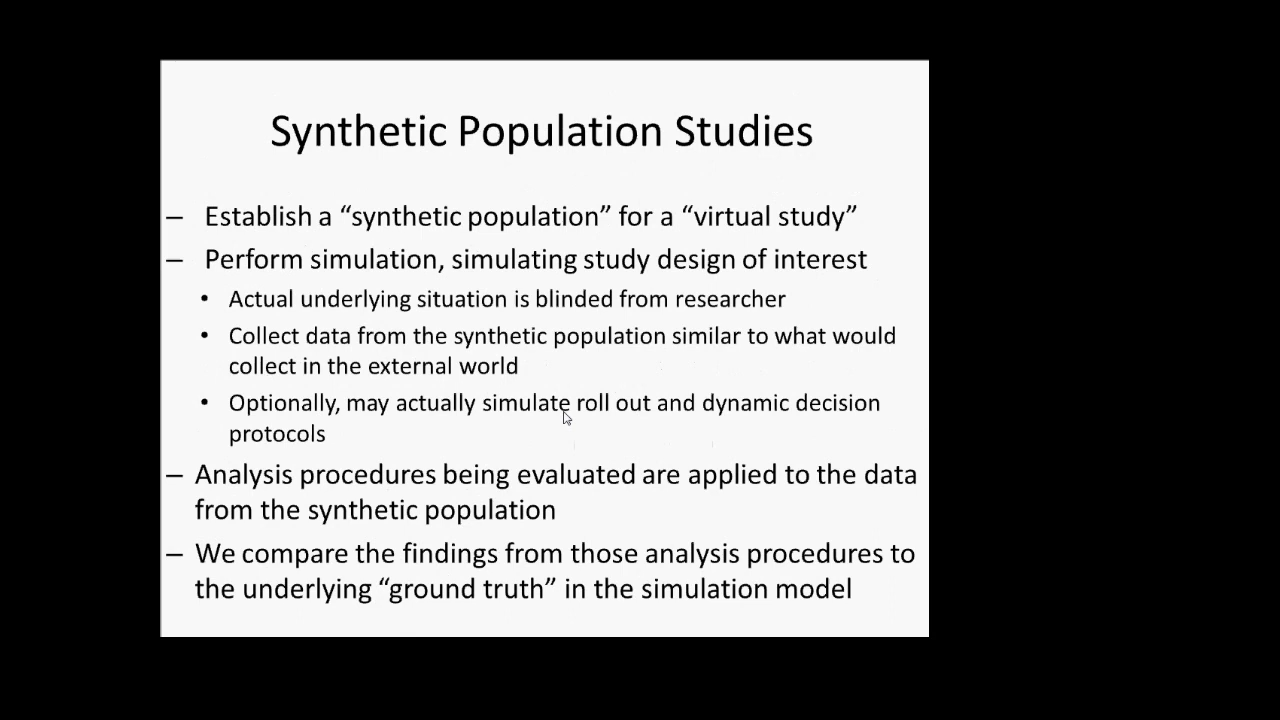 Synthetic Population Studies
– Establish a “synthetic population” for a “virtual study”
– Perform simulation, simulating study design of interest
• Actual underlying situation is blinded from researcher
• Collect data from the synthetic population similar to what would
collect in the external world
• Optionally, may actually simulate roll out and dynamic decision
protocols
– Analysis procedures being evaluated are applied to the data
from the synthetic population
– We compare the findings from those analysis procedures to
the underlying “ground truth” in the simulation model